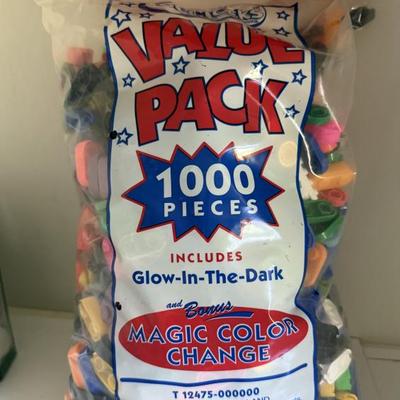 VALUE
PACK
1000
PIECES
INCLUDES
Glow-In-The-Dark
and Bonus
MAGIC COLOR
CHANGE
T 12475-000000